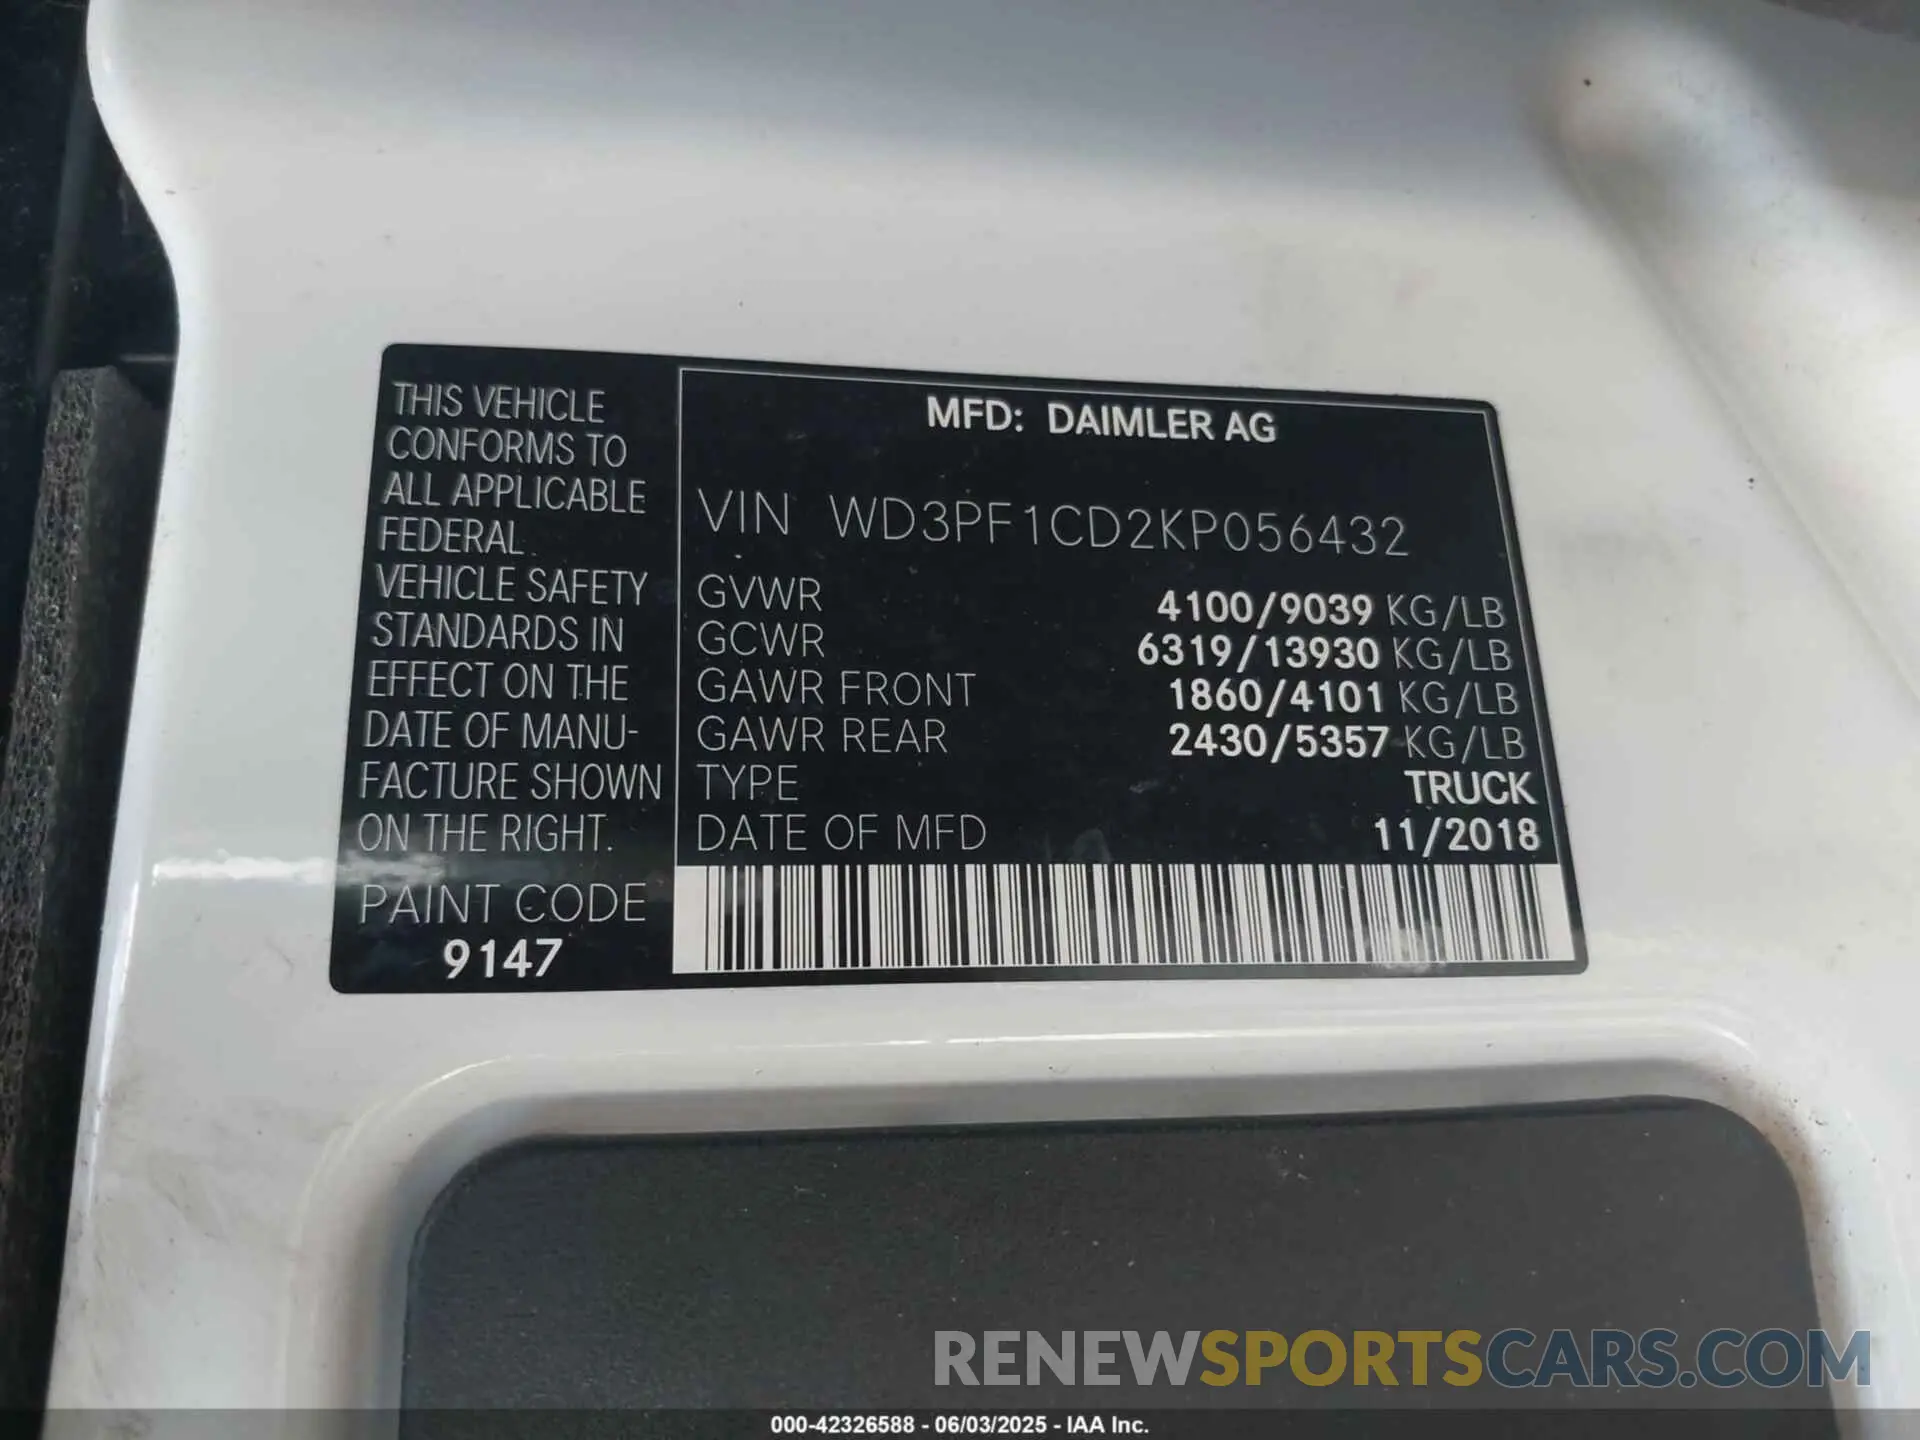 THIS VEHICLE
CONFORMS TO
ALL APPLICABLE
FEDERAL
VEHICLE SAFETY
STANDARDS IN
EFFECT ON THE
DATE OF MANU-
FACTURE SHOWN
ON THE RIGHT.
PAINT CODE
9147
MFD: DAIMLER AG
VIN WD3PF1CD2KP056432
GVWR 4100/9039 KG/LB
GCWR 6319/13930 KG/LB
GAWR FRONT 1860/4101 KG/LB
GAWR REAR 2430/5357 KG/LB
TYPE TRUCK
DATE OF MFD 11/2018
RENEWSPORTSCARS.COM
000-42326588 - 06/03/2025 - IAA Inc.